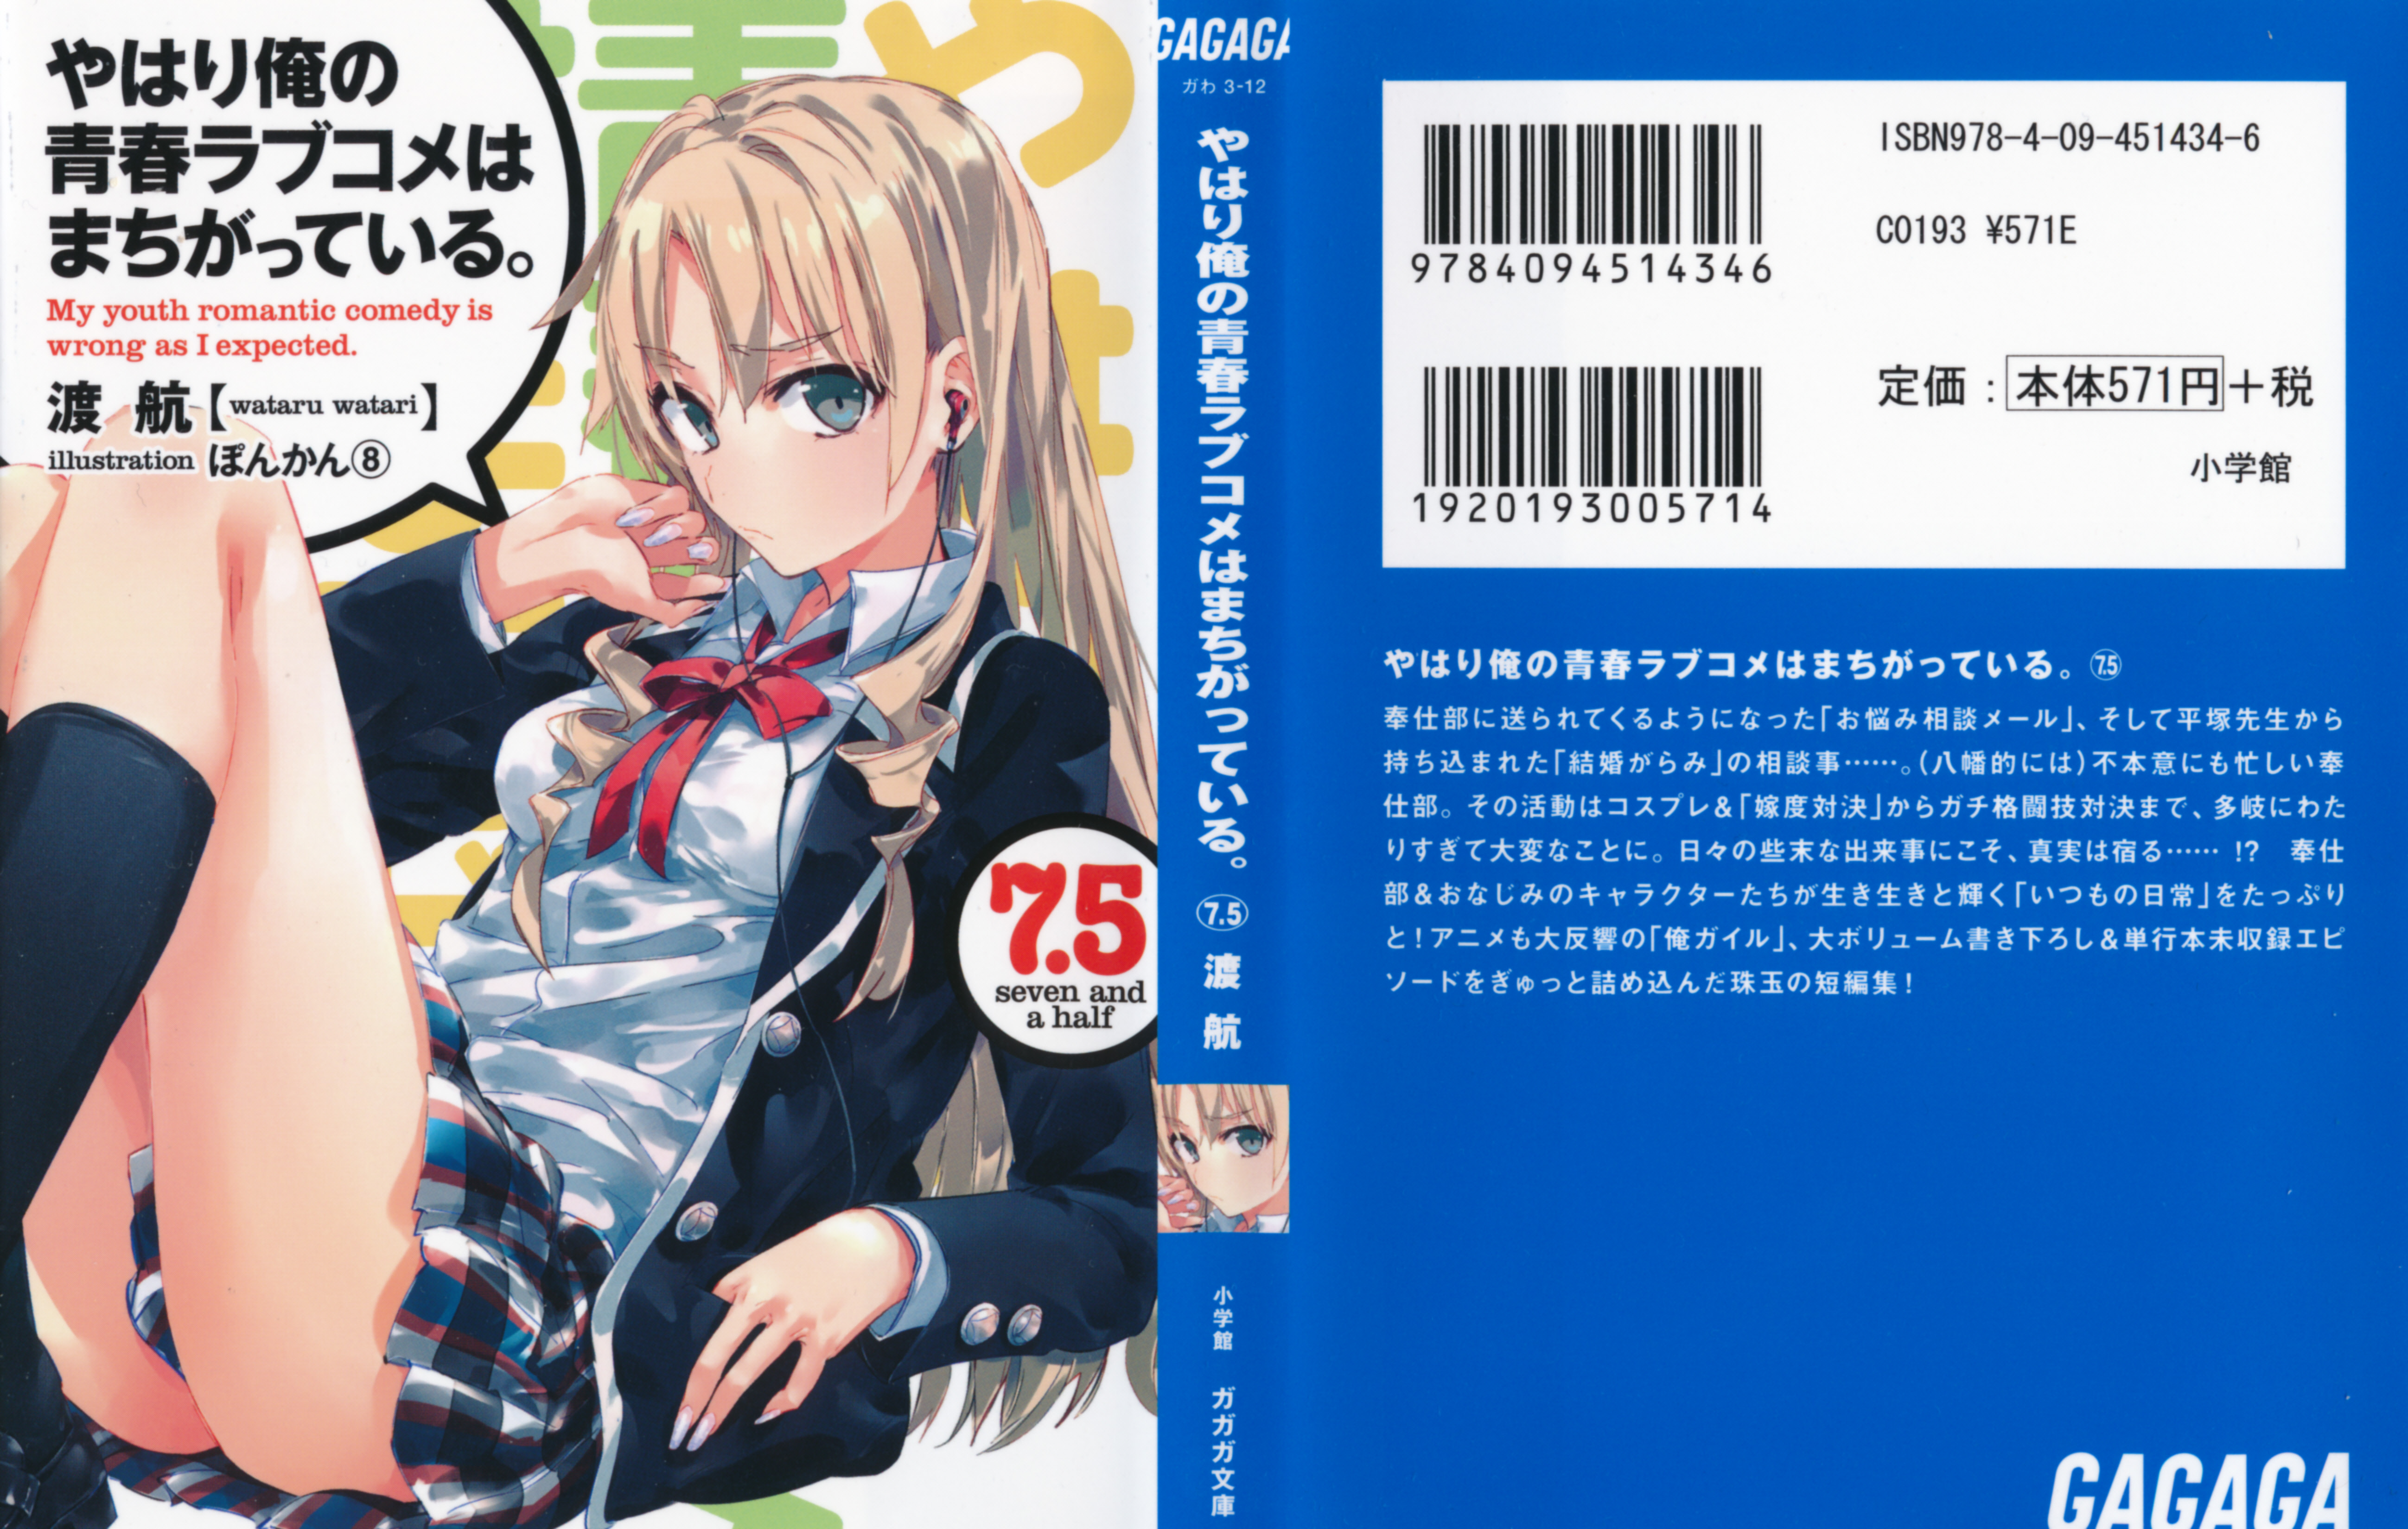 やはり俺の
青春ラブコメは
まちがっている。
My youth romantic comedy is
wrong as I expected.
渡 航【wataru watari】
illustration ぽんかん⑧
7.5
seven and
a half
GAGAGA
ガわ 3-12
やはり俺の青春ラブコメはまちがっている。 7.5 渡 航
小学館 ガガガ文庫
9784094514346
ISBN978-4-09-451434-6
C0193 ¥571E
1920193005714
定価：本体571円＋税
小学館
やはり俺の青春ラブコメはまちがっている。 7.5
奉仕部に送られてくるようになった「お悩み相談メール」、そして平塚先生から
持ち込まれた「結婚がらみ」の相談事……。（八幡的には）不本意にも忙しい奉
仕部。その活動はコスプレ＆「嫁度対決」からガチ格闘技対決まで、多岐にわた
りすぎて大変なことに。日々の些末な出来事にこそ、真実は宿る…… !?　奉仕
部＆おなじみのキャラクターたちが生き生きと輝く「いつもの日常」をたっぷり
と！アニメも大反響の「俺ガイル」、大ボリューム書き下ろし＆単行本未収録エピ
ソードをぎゅっと詰め込んだ珠玉の短編集！
GAGAGA